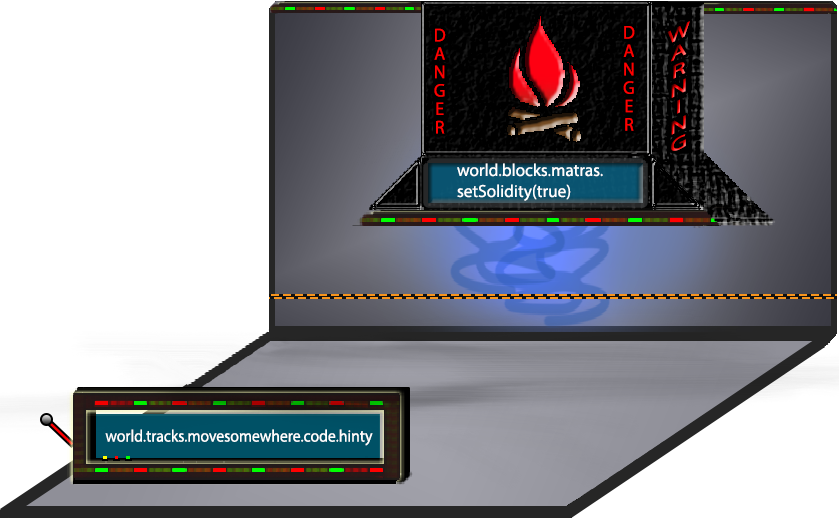 DANGER
DANGER
WARNING
world.blocks.matras.
setSolidity(true)
world.tracks.movesomewhere.code.hinty